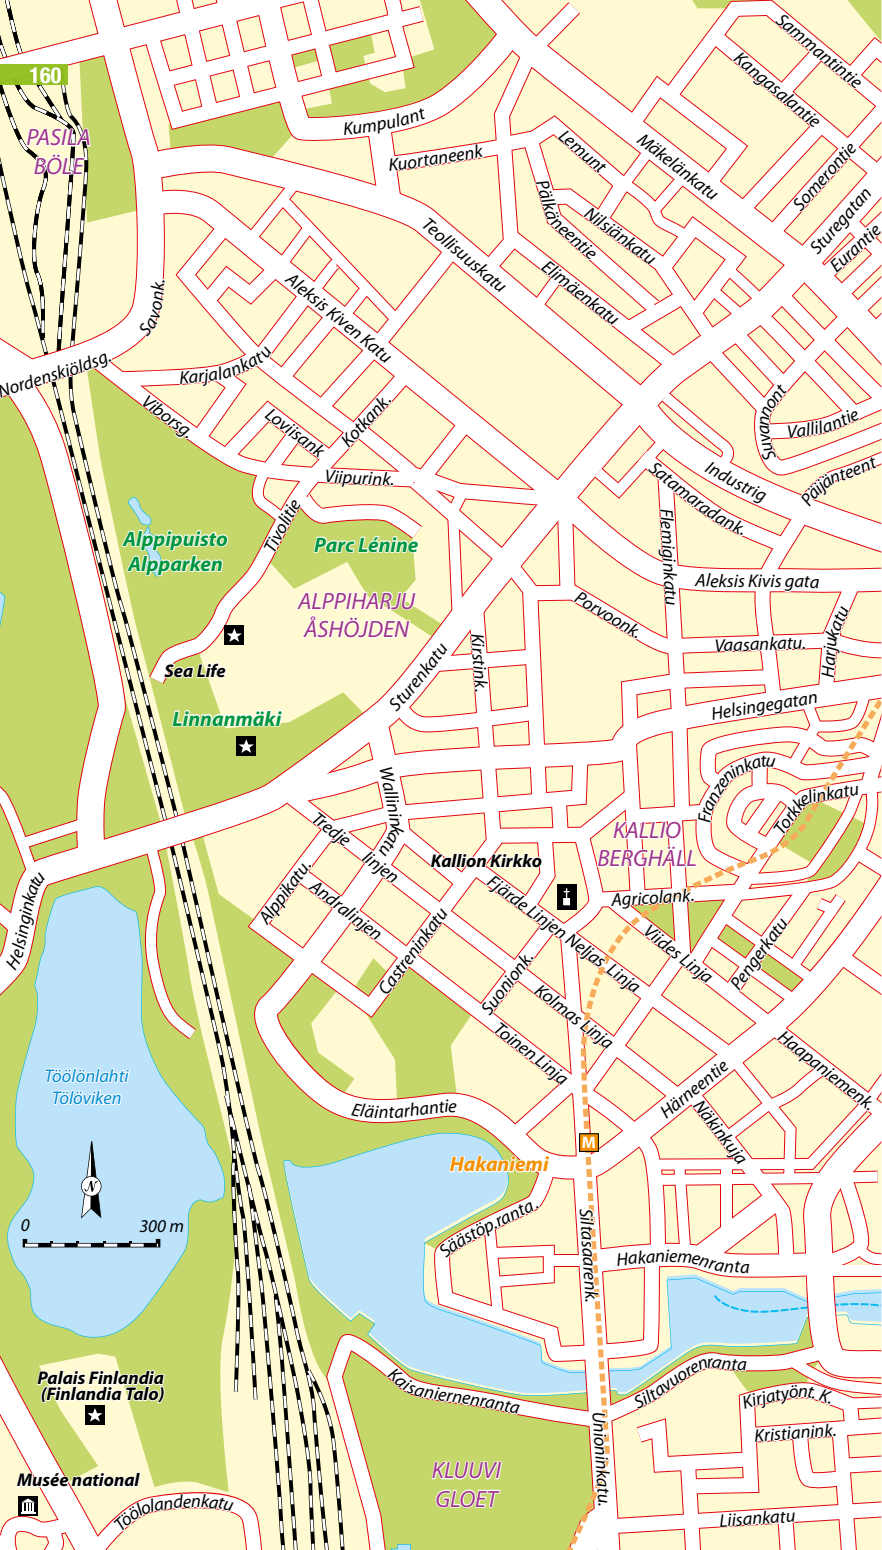 160
PASILA
BÖLE
Kumpulant
Kuortaneenk
Sammantintie
Kangasalantie
Somerontie
Sturegatan
Eurantie
Mäkelänkatu
Lemunt
Pälkäneentie
Nilsiänkatu
Elimäenkatu
Teollisuuskatu
Savonk.
Nordenskiöldsg.
Aleksis Kiven Katu
Karjalankatu
Viborsg.
Loviisank
Kotkank.
Viipurink.
Tivolitie
Savannont
Vallilantie
Päijänteent
Industrig
Satamaradank.
Flemiginkatu
Alppipuisto
Alpparken
Parc Lénine
ALPPIHARJU
ÅSHÖJDEN
Aleksis Kivis gata
Porvoonk.
Vaasankatu.
Harjukatu
Helsingegatan
Kirstink.
Sturenkatu
Sea Life
Linnanmäki
Wallininkatu
Franzeninkatu
Torkkelinkatu
Tredje
linjen
Kallion Kirkko
KALLIO
BERGHÄLL
Agricolank.
Alppikatu.
Andralinjen
Castreninkatu
Fjärde Linjen Neljas Linja
Viides Linja
Pengerkatu
Suonionk.
Kolmas Linja
Toinen Linja
Helsinginkatu
Haapaniemenk.
Härneentie
Näkinkuja
Töölönlahti
Tölöviken
Eläintarhantie
M
Hakaniemi
N
0
300 m
Säästöp.ranta.
Siltasaarenk.
Hakaniemenranta
Palais Finlandia
(Finlandia Talo)
Kaisaniernenranta
Siltavuorenranta
Kirjatyönt. K.
Kristianink.
Unioninkatu.
KLUUVI
GLOET
Musée national
Töölolandenkatu
Liisankatu